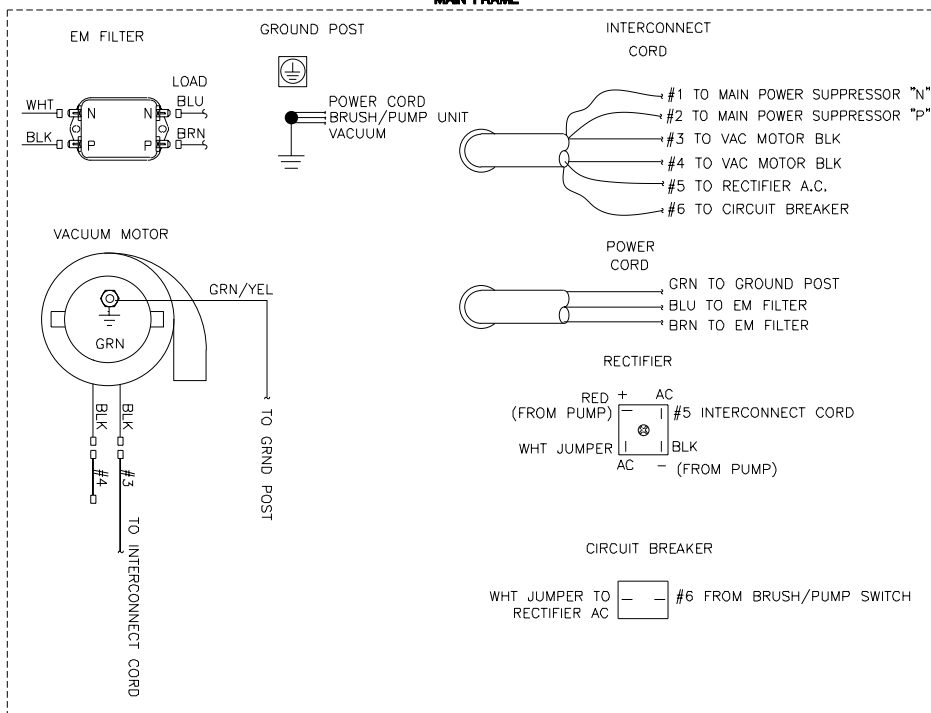 MAIN FRAME
EM FILTER
LOAD
WHT
N
N
BLU
BLK
P
P
BRN
GROUND POST
POWER CORD
BRUSH/PUMP UNIT
VACUUM
INTERCONNECT
CORD
#1 TO MAIN POWER SUPPRESSOR "N"
#2 TO MAIN POWER SUPPRESSOR "P"
#3 TO VAC MOTOR BLK
#4 TO VAC MOTOR BLK
#5 TO RECTIFIER A.C.
#6 TO CIRCUIT BREAKER
VACUUM MOTOR
GRN/YEL
GRN
BLK
BLK
#4
#3
TO GRND POST
TO INTERCONNECT CORD
POWER
CORD
GRN TO GROUND POST
BLU TO EM FILTER
BRN TO EM FILTER
RECTIFIER
RED + AC
(FROM PUMP) #5 INTERCONNECT CORD
WHT JUMPER BLK
AC - (FROM PUMP)
CIRCUIT BREAKER
WHT JUMPER TO #6 FROM BRUSH/PUMP SWITCH
RECTIFIER AC